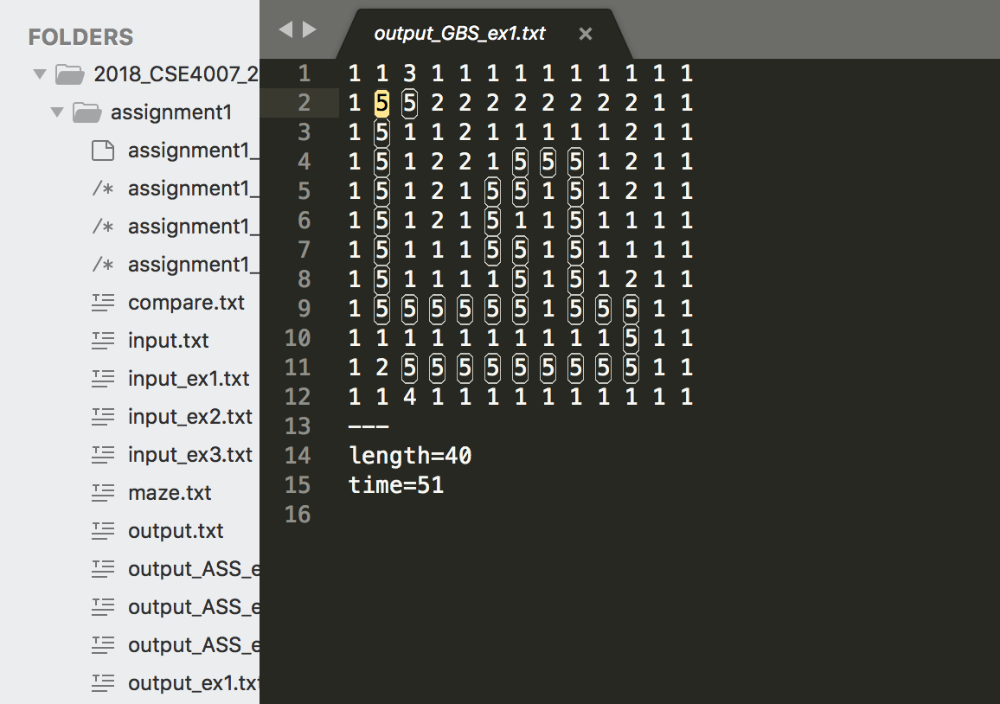 FOLDERS
2018_CSE4007_2
assignment1
assignment1_
/* assignment1_
/* assignment1_
/* assignment1_
compare.txt
input.txt
input_ex1.txt
input_ex2.txt
input_ex3.txt
maze.txt
output.txt
output_ASS_e
output_ASS_e
output_ASS_e
output_ex1.txt
output_GBS_ex1.txt ×
1 1 1 3 1 1 1 1 1 1 1 1 1 1
2 1 5 5 2 2 2 2 2 2 2 2 1 1
3 1 5 1 1 2 1 1 1 1 1 2 1 1
4 1 5 1 2 2 1 5 5 5 1 2 1 1
5 1 5 1 2 1 5 5 1 5 1 2 1 1
6 1 5 1 2 1 5 1 1 5 1 1 1 1
7 1 5 1 1 1 5 5 1 5 1 1 1 1
8 1 5 1 1 1 1 5 1 5 1 2 1 1
9 1 5 5 5 5 5 5 1 5 5 5 1 1
10 1 1 1 1 1 1 1 1 1 1 5 1 1
11 1 2 5 5 5 5 5 5 5 5 5 1 1
12 1 1 4 1 1 1 1 1 1 1 1 1 1
13 ---
14 length=40
15 time=51
16